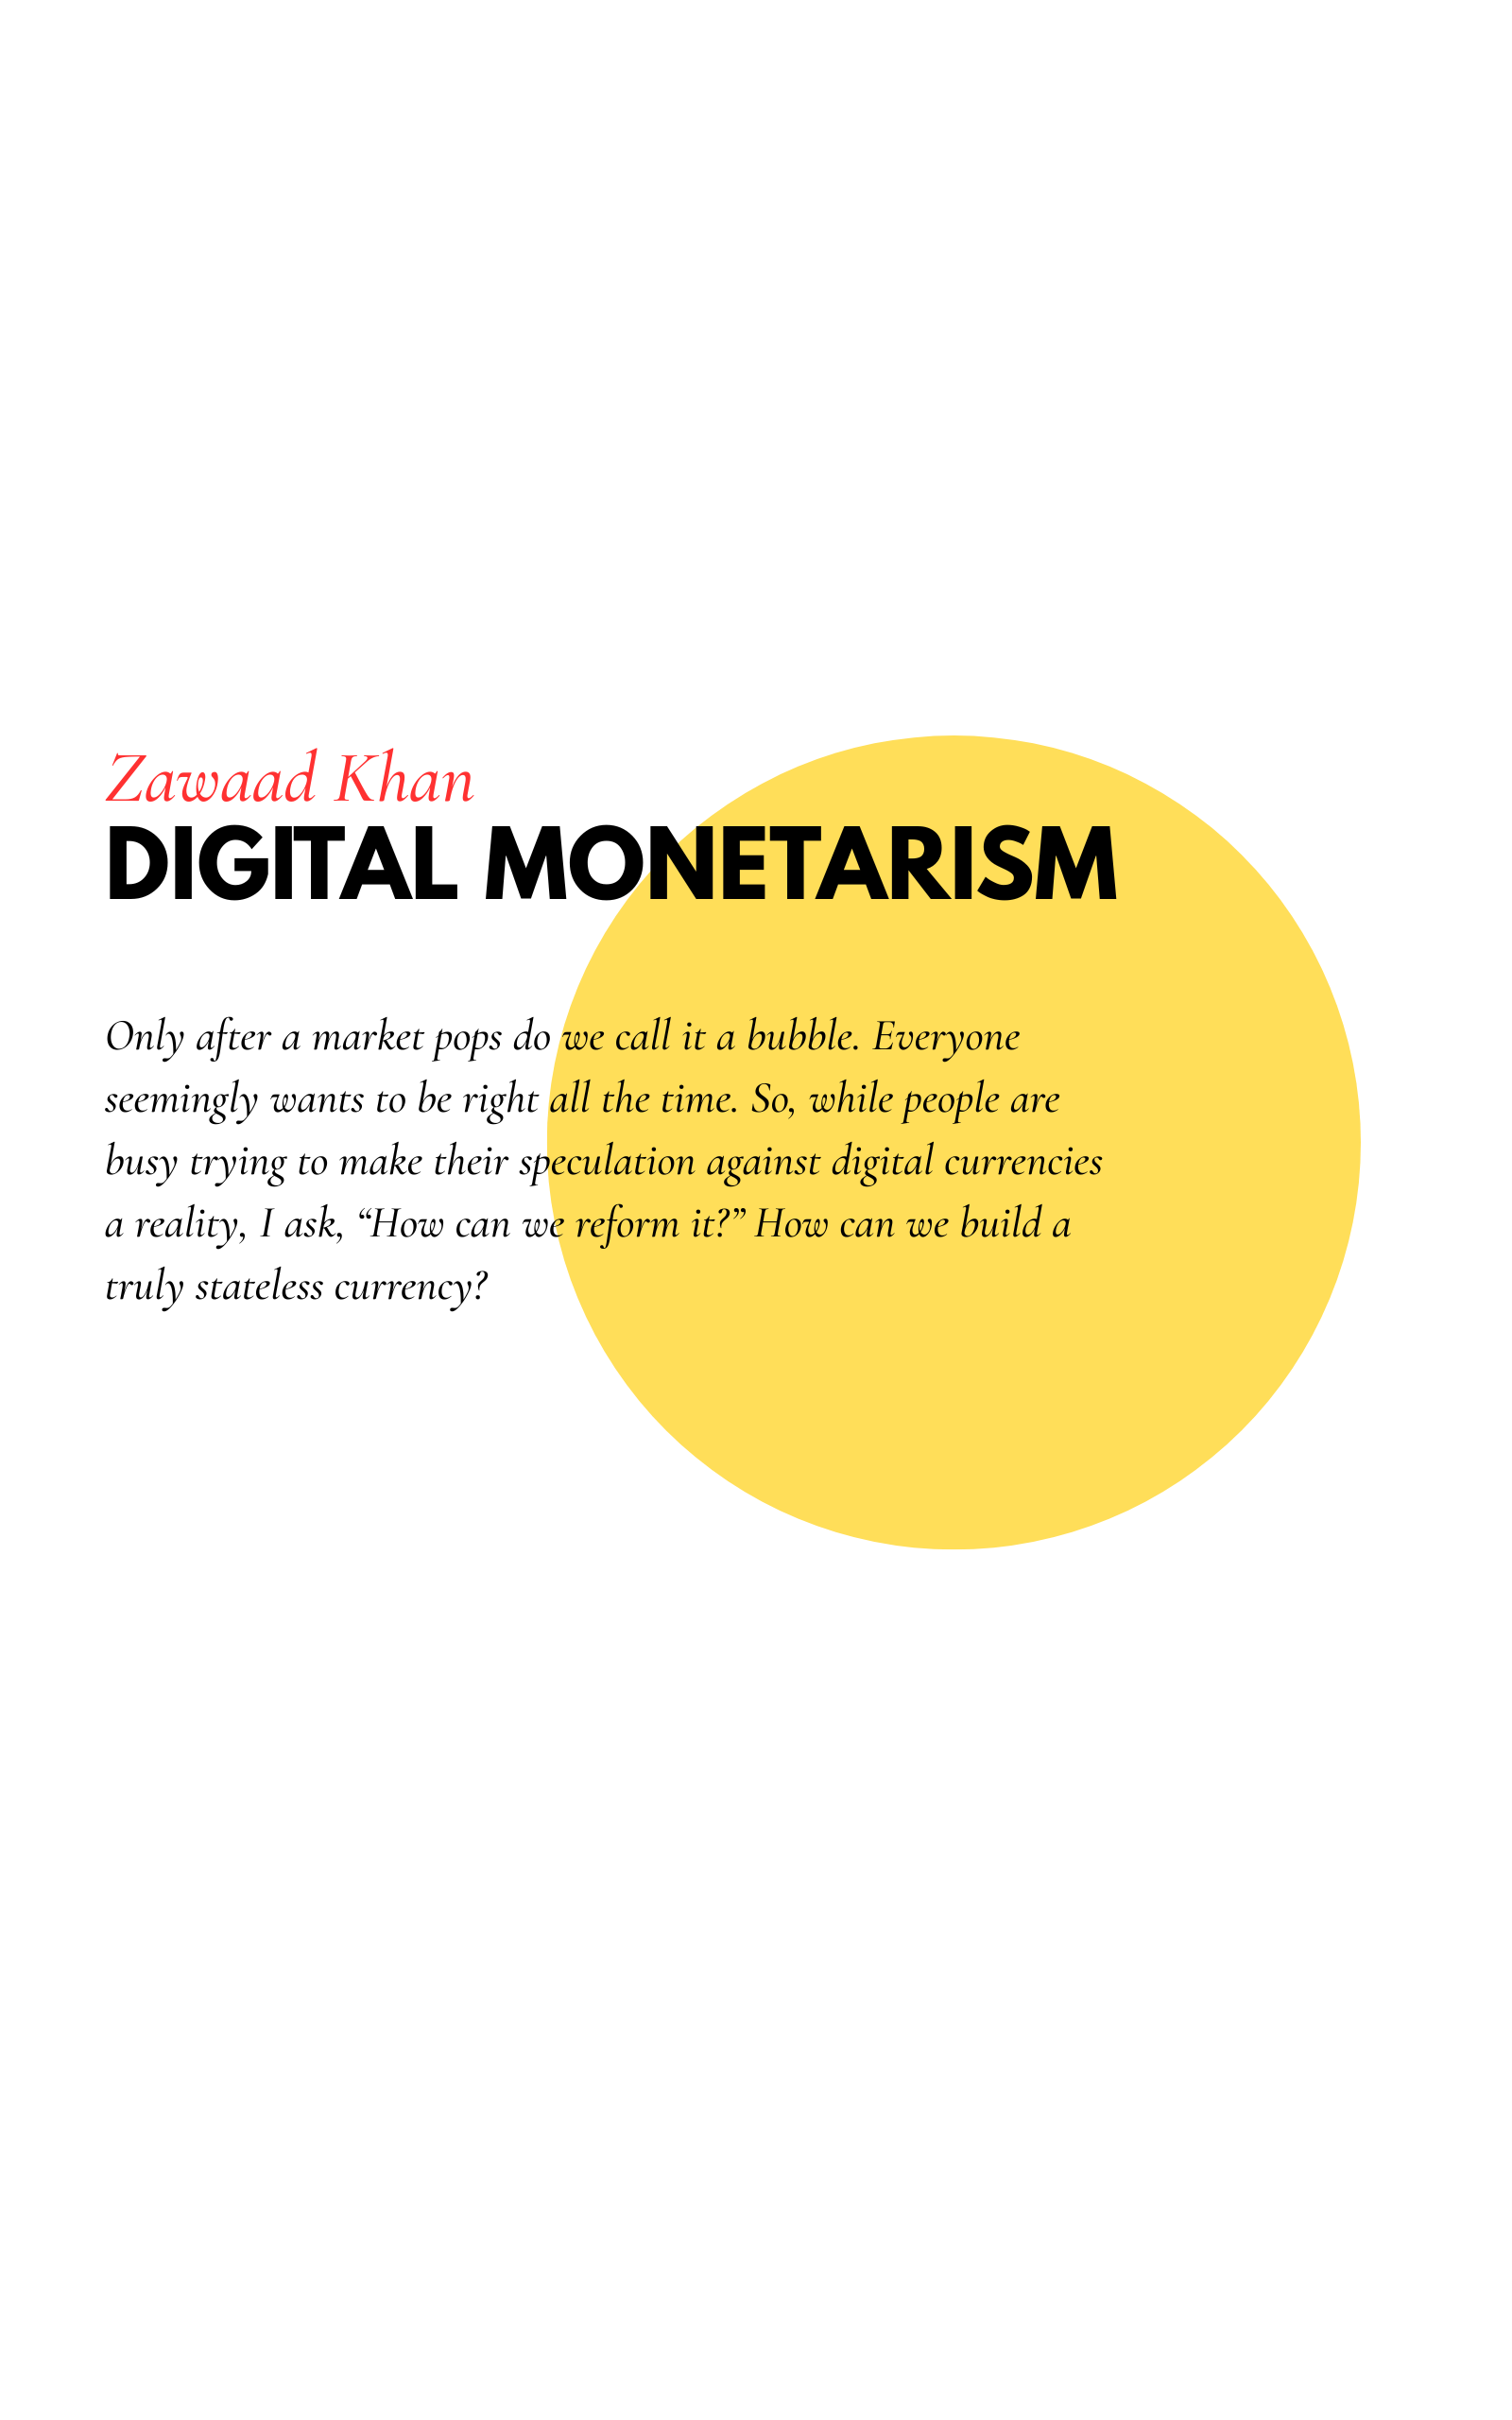 Zawaad Khan
DIGITAL MONETARISM
Only after a market pops do we call it a bubble. Everyone
seemingly wants to be right all the time. So, while people are
busy trying to make their speculation against digital currencies
a reality, I ask, “How can we reform it?” How can we build a
truly stateless currency?